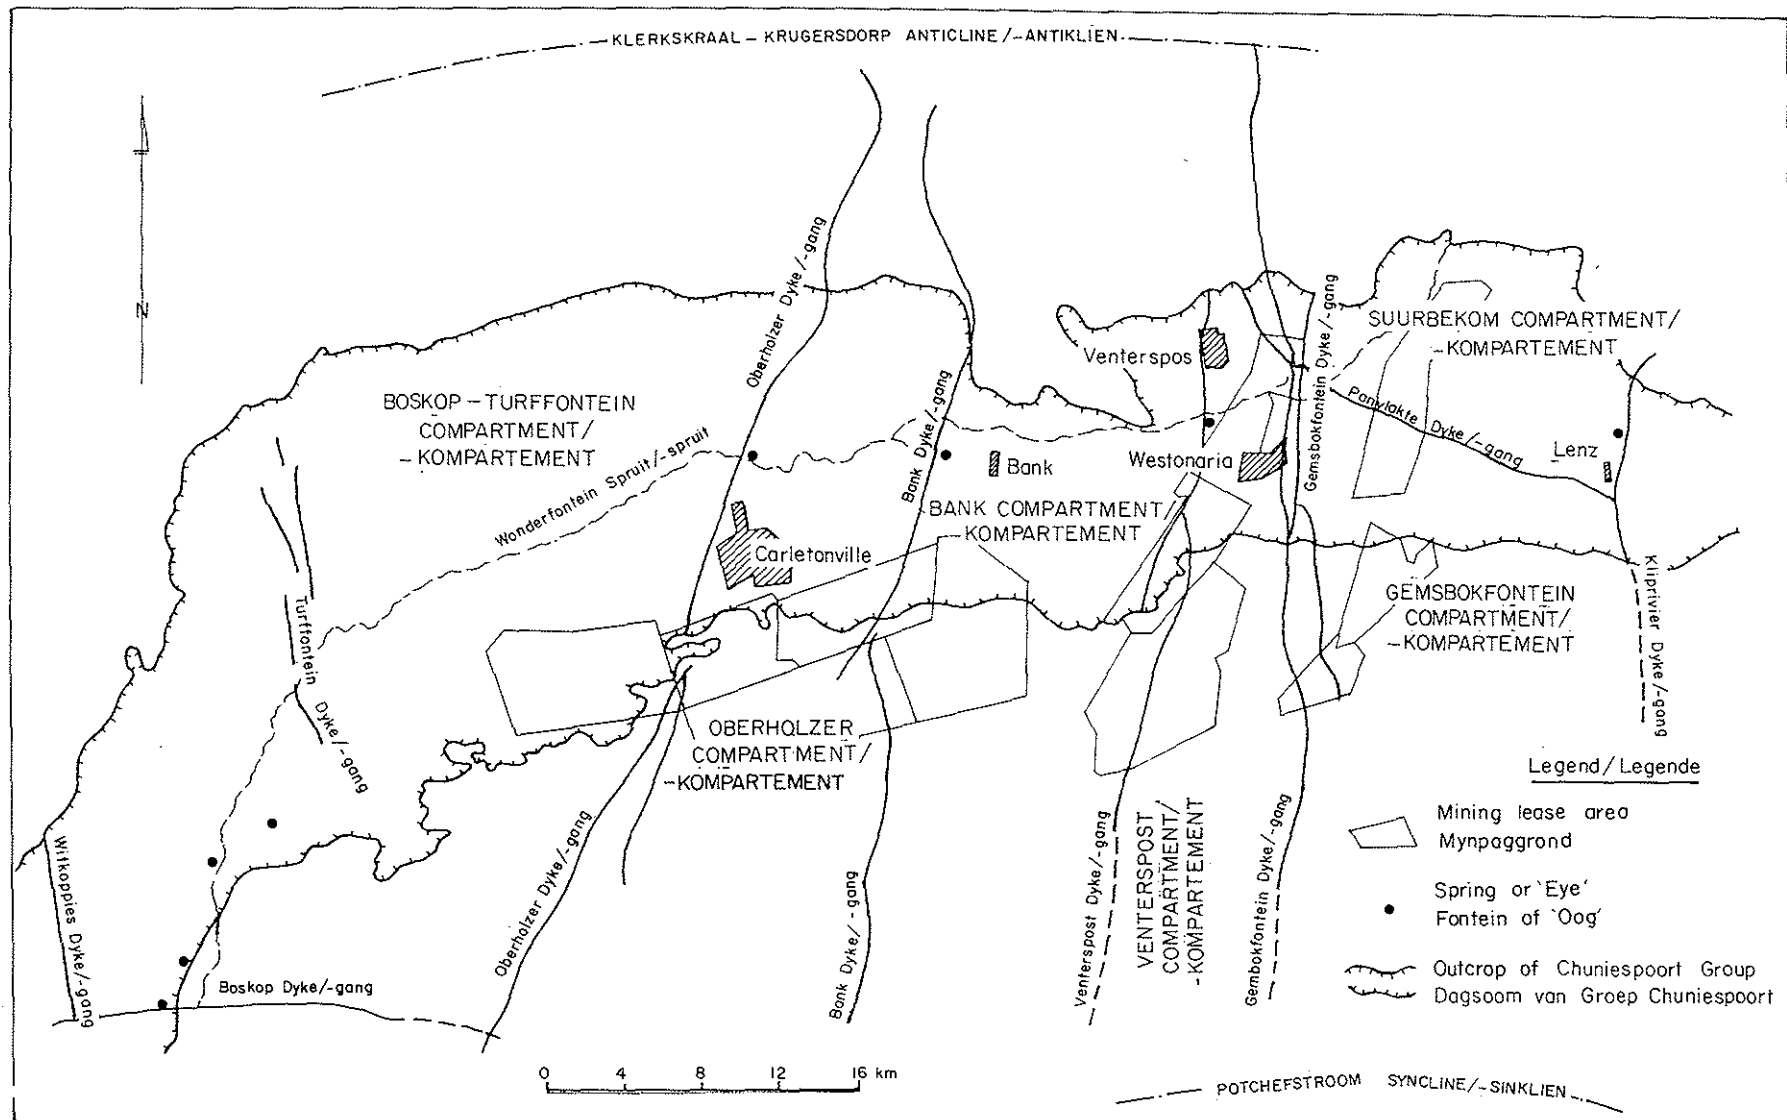 KLERKSKRAAL - KRUGERSDORP ANTICLINE/-ANTIKLIEN
N
Oberholzer Dyke/-gang
SUURBEKOM COMPARTMENT/
-KOMPARTEMENT
Venterspos
Gemsbokfontein Dyke/-gang
BOSKOP-TURFFONTEIN
COMPARTMENT/
-KOMPARTEMENT
Bank Dyke/-gang
Panvlakte Dyke/-gang
Wonderfontein Spruit/-spruit
Bank
Westonaria
Lenz
BANK COMPARTMENT/
KOMPARTEMENT
Carletonville
Turffontein Dyke/-gang
GEMSBOKFONTEIN
COMPARTMENT/
-KOMPARTEMENT
Kliprivier Dyke/-gang
OBERHOLZER
COMPARTMENT/
-KOMPARTEMENT
Witkoppies Dyke/-gang
Boskop Dyke/-gang
Oberholzer Dyke/-gang
Bank Dyke/-gang
Venterspost Dyke/-gang
VENTERSPOST
COMPARTMENT/
-KOMPARTEMENT
Gembokfontein Dyke/-gang
Legend/Legende
Mining lease area
Mynpaggrond
Spring or 'Eye'
Fontein of 'Oog'
Outcrop of Chuniespoort Group
Dagsoom van Groep Chuniespoort
0 4 8 12 16 km
POTCHEFSTROOM SYNCLINE/-SINKLIEN